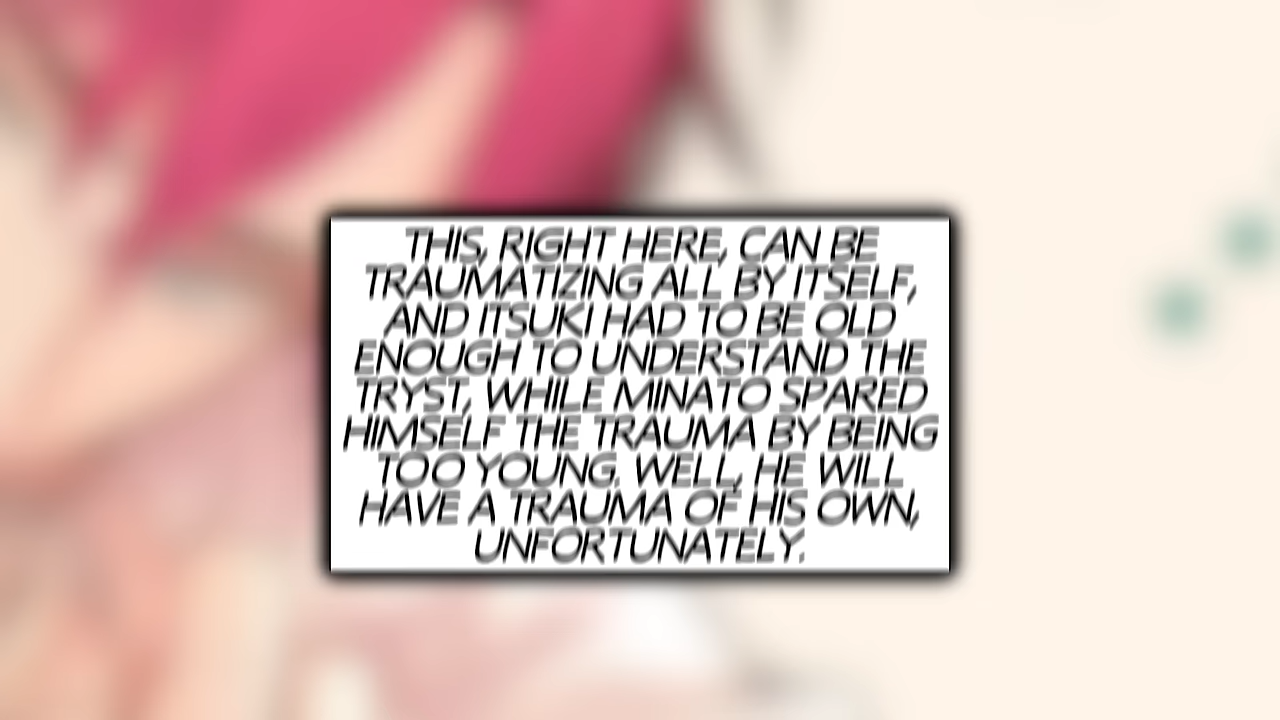 THIS, RIGHT HERE, CAN BE
TRAUMATIZING ALL BY ITSELF,
AND ITSUKI HAD TO BE OLD
ENOUGH TO UNDERSTAND THE
TRYST, WHILE MINATO SPARED
HIMSELF THE TRAUMA BY BEING
TOO YOUNG. WELL, HE WILL
HAVE A TRAUMA OF HIS OWN,
UNFORTUNATELY.